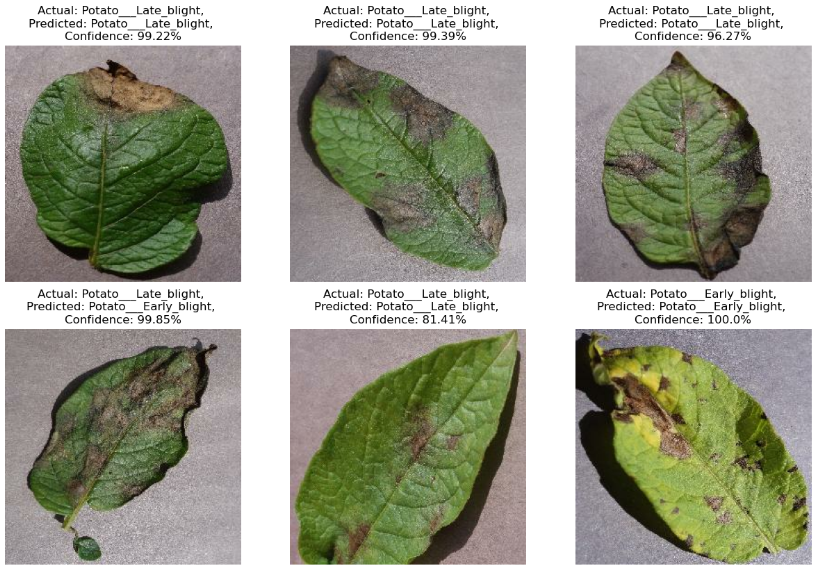 Actual: Potato___Late_blight,
Predicted: Potato___Late_blight,
Confidence: 99.22%
Actual: Potato___Late_blight,
Predicted: Potato___Late_blight,
Confidence: 99.39%
Actual: Potato___Late_blight,
Predicted: Potato___Late_blight,
Confidence: 96.27%
Actual: Potato___Late_blight,
Predicted: Potato___Early_blight,
Confidence: 99.85%
Actual: Potato___Late_blight,
Predicted: Potato___Late_blight,
Confidence: 81.41%
Actual: Potato___Early_blight,
Predicted: Potato___Early_blight,
Confidence: 100.0%